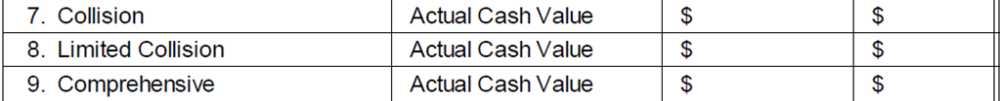 7. Collision Actual Cash Value $ $
8. Limited Collision Actual Cash Value $ $
9. Comprehensive Actual Cash Value $ $